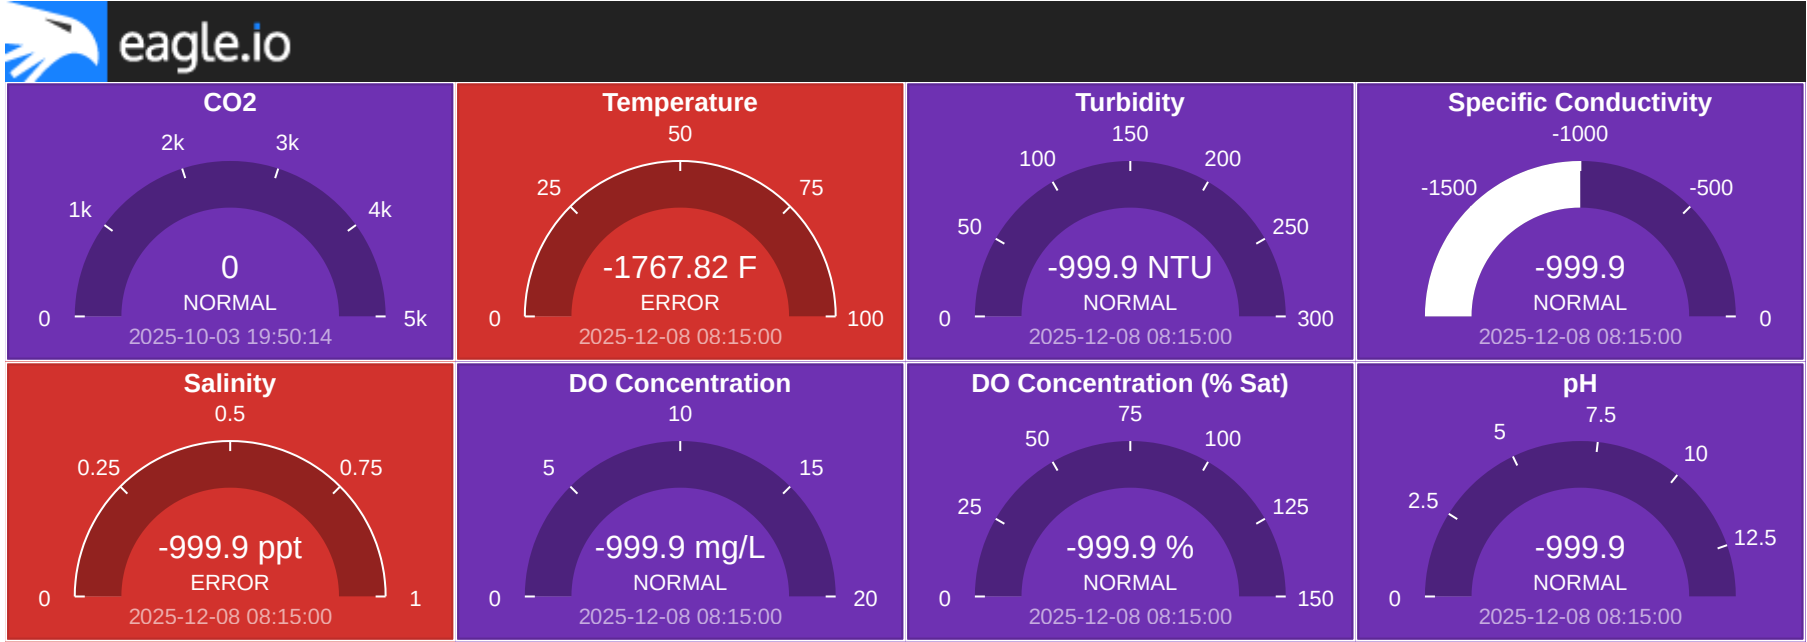 eagle.io
CO2
0
1k
2k
3k
4k
5k
0
NORMAL
2025-10-03 19:50:14
Temperature
0
25
50
75
100
-1767.82 F
ERROR
2025-12-08 08:15:00
Turbidity
0
50
100
150
200
250
300
-999.9 NTU
NORMAL
2025-12-08 08:15:00
Specific Conductivity
-1500
-1000
-500
0
-999.9
NORMAL
2025-12-08 08:15:00
Salinity
0
0.25
0.5
0.75
1
-999.9 ppt
ERROR
2025-12-08 08:15:00
DO Concentration
0
5
10
15
20
-999.9 mg/L
NORMAL
2025-12-08 08:15:00
DO Concentration (% Sat)
0
25
50
75
100
125
150
-999.9 %
NORMAL
2025-12-08 08:15:00
pH
0
2.5
5
7.5
10
12.5
-999.9
NORMAL
2025-12-08 08:15:00